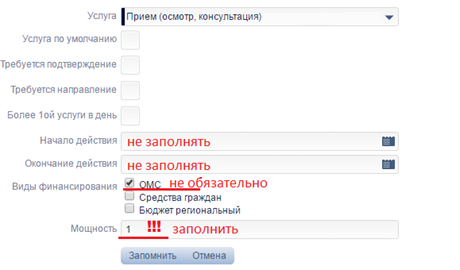 Услуга Прием (осмотр, консультация)
Услуга по умолчанию
Требуется подтверждение
Требуется направление
Более 1ой услуги в день
Начало действия не заполнять
Окончание действия не заполнять
Виды финансирования ОМС не обязательно
Средства граждан
Бюджет региональный
Мощность 1 !!! заполнить
Запомнить Отмена